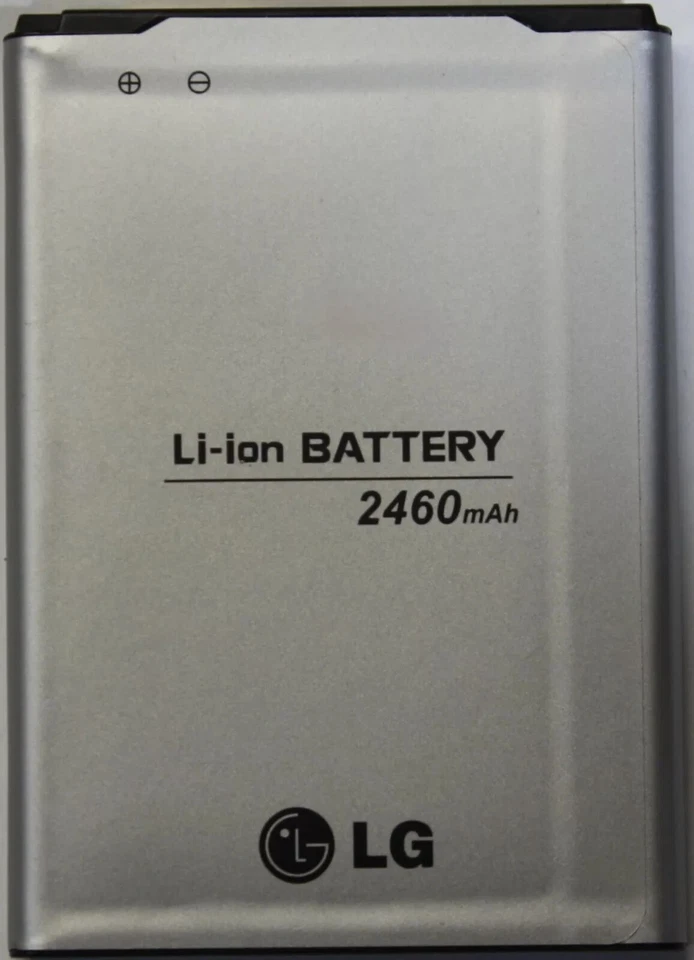 ⊕ ⊖
Li-ion BATTERY
2460mAh
LG